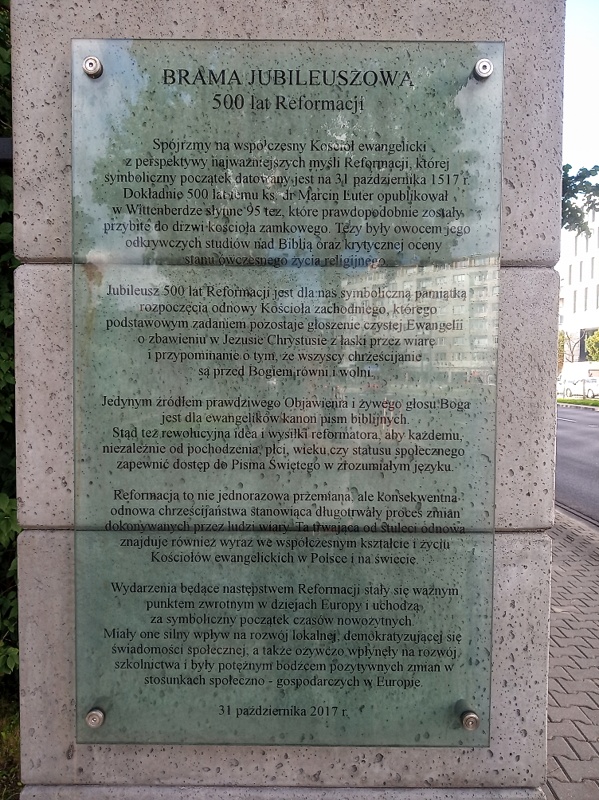 BRAMA JUBILEUSZOWA
500 lat Reformacji
Spójrzmy na współczesny Kościół ewangelicki
z perspektywy najważniejszych myśli Reformacji, której
symboliczny początek datowany jest na 31 października 1517 r.
Dokładnie 500 lat temu ks. dr Marcin Luter opublikował
w Wittenberdze słynne 95 tez, które prawdopodobnie zostały
przybite do drzwi kościoła zamkowego. Tezy były owocem jego
odkrywczych studiów nad Biblią oraz krytycznej oceny
stanu ówczesnego życia religijnego.
Jubileusz 500 lat Reformacji jest dla nas symboliczną pamiątką
rozpoczęcia odnowy Kościoła zachodniego, którego
podstawowym zadaniem pozostaje głoszenie czystej Ewangelii
o zbawieniu w Jezusie Chrystusie z łaski przez wiarę
i przypominanie o tym, że wszyscy chrześcijanie
są przed Bogiem równi i wolni.
Jedynym źródłem prawdziwego Objawienia i żywego głosu Boga
jest dla ewangelików kanon pism biblijnych.
Stąd też rewolucyjna idea i wysiłki reformatora, aby każdemu,
niezależnie od pochodzenia, płci, wieku czy statusu społecznego
zapewnić dostęp do Pisma Świętego w zrozumiałym języku.
Reformacja to nie jednorazowa przemiana, ale konsekwentna
odnowa chrześcijaństwa stanowiąca długotrwały proces zmian
dokonywanych przez ludzi wiary. Ta trwająca od stuleci odnowa
znajduje również wyraz we współczesnym kształcie i życiu
Kościołów ewangelickich w Polsce i na świecie.
Wydarzenia będące następstwem Reformacji stały się ważnym
punktem zwrotnym w dziejach Europy i uchodzą
za symboliczny początek czasów nowożytnych.
Miały one silny wpływ na rozwój lokalnej, demokratyzującej się
świadomości społecznej, a także ożywczo wpłynęły na rozwój
szkolnictwa i były potężnym bodźcem pozytywnych zmian w
stosunkach społeczno - gospodarczych w Europie.
31 października 2017 r.